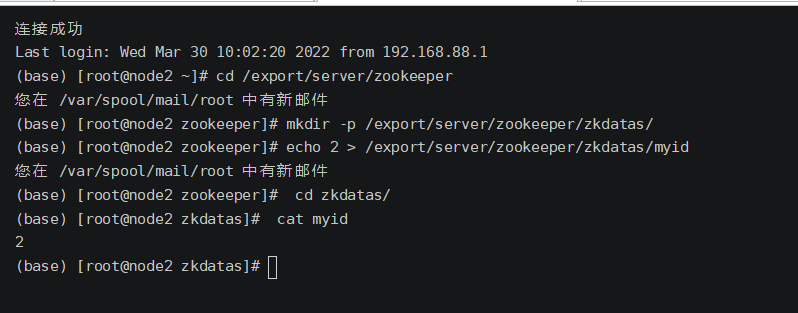 连接成功
Last login: Wed Mar 30 10:02:20 2022 from 192.168.88.1
(base) [root@node2 ~]# cd /export/server/zookeeper
您在 /var/spool/mail/root 中有新邮件
(base) [root@node2 zookeeper]# mkdir -p /export/server/zookeeper/zkdatas/
(base) [root@node2 zookeeper]# echo 2 > /export/server/zookeeper/zkdatas/myid
您在 /var/spool/mail/root 中有新邮件
(base) [root@node2 zookeeper]#  cd zkdatas/
(base) [root@node2 zkdatas]#  cat myid
2
(base) [root@node2 zkdatas]#